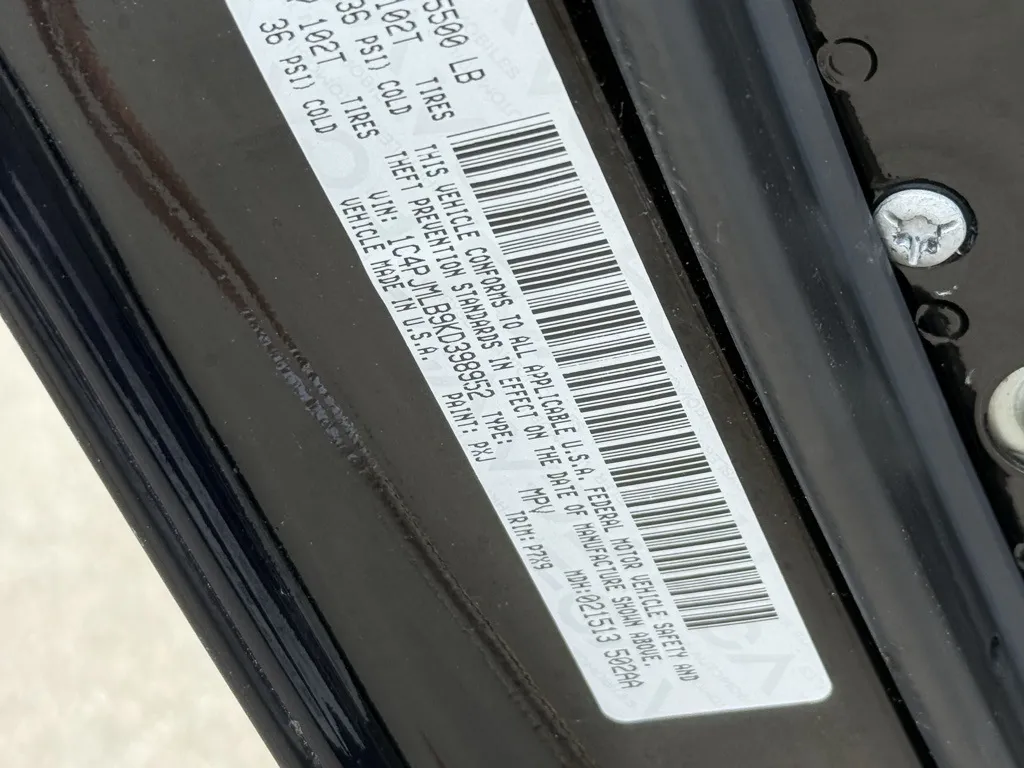 5500 LB
102T TIRES
36 PSI) COLD
102T TIRES
36 PSI) COLD
THIS VEHICLE CONFORMS TO ALL APPLICABLE U.S.A. FEDERAL MOTOR VEHICLE SAFETY AND
THEFT PREVENTION STANDARDS IN EFFECT ON THE DATE OF MANUFACTURE SHOWN ABOVE.
VIN: 1C4PJMLB9KD398952 TYPE: MPV MDH:021513 502AA
VEHICLE MADE IN U.S.A. PAINT: PXJ TRIM: P7X9